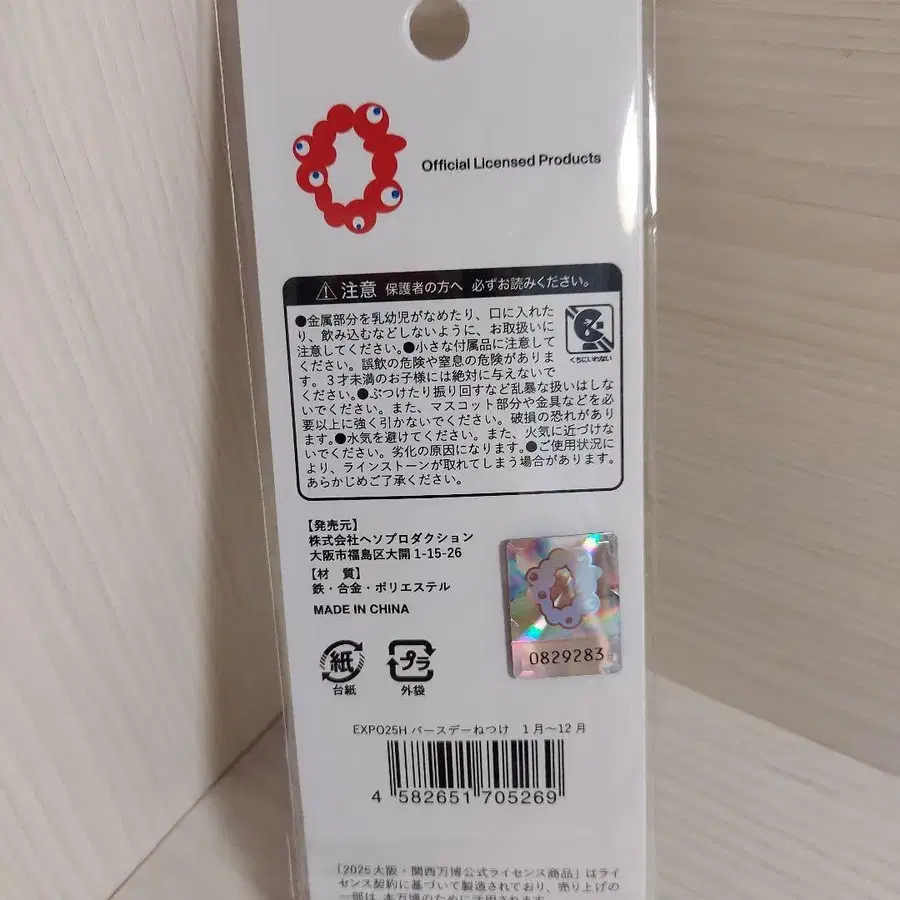 Official Licensed Products
注意 保護者の方へ 必ずお読みください。
●金属部分を乳幼児がなめたり、口に入れた
り、飲み込むなどしないように、お取扱いに
注意してください。●小さな付属品に注意して
ください。誤飲の危険や窒息の危険がありま
す。3才未満のお子様には絶対に与えないで
ください。●ぶつけたり振り回すなど乱暴な扱いはしな
いでください。また、マスコット部分や金具などを必
要以上に強く引かないでください。破損の恐れがあり
ます。●水気を避けてください。また、火気に近づけな
いでください。劣化の原因になります。●ご使用状況に
より、ラインストーンが取れてしまう場合があります。
あらかじめご了承ください。
くちにいれない
【発売元】
株式会社ヘソプロダクション
大阪市福島区大開 1-15-26
【材 質】
鉄・合金・ポリエステル
MADE IN CHINA
0829283
紙 プラ
台紙 外袋
EXPO25H バースデーねつけ 1月〜12月
4 582651 705269
「2025大阪・関西万博公式ライセンス商品」はライ
センス契約に基づいて製造されており、売り上げの
一部は、本万博のために活用されます